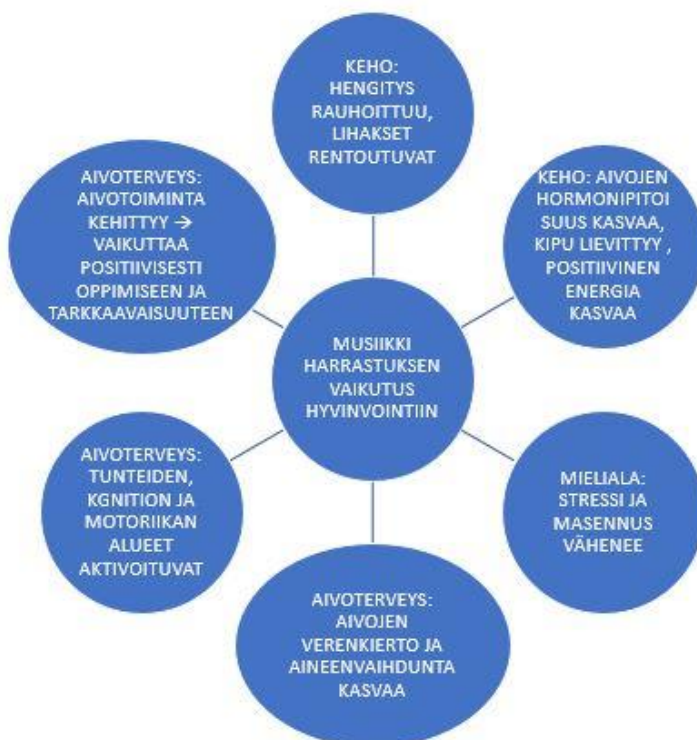 KEHO:
HENGITYS
RAUHOITTUU,
LIHAKSET
RENTOUTUVAT
KEHO: AIVOJEN
HORMONIPITOI
SUUS KASVAA,
KIPU LIEVITTYY ,
POSITIIVINEN
ENERGIA
KASVAA
MIELIALA:
STRESSI JA
MASENNUS
VÄHENEE
AIVOTERVEYS:
AIVOJEN
VERENKIERTO JA
AINEENVAIHDUNTA
KASVAA
AIVOTERVEYS:
TUNTEIDEN,
KGNITION JA
MOTORIIKAN
ALUEET
AKTIVOITUVAT
AIVOTERVEYS:
AIVOTOIMINTA
KEHITTYY →
VAIKUTTAA
POSITIIVISESTI
OPPIMISEEN JA
TARKKAAVAISUUTEEN
MUSIIKKI
HARRASTUKSEN
VAIKUTUS
HYVINVOINTIIN